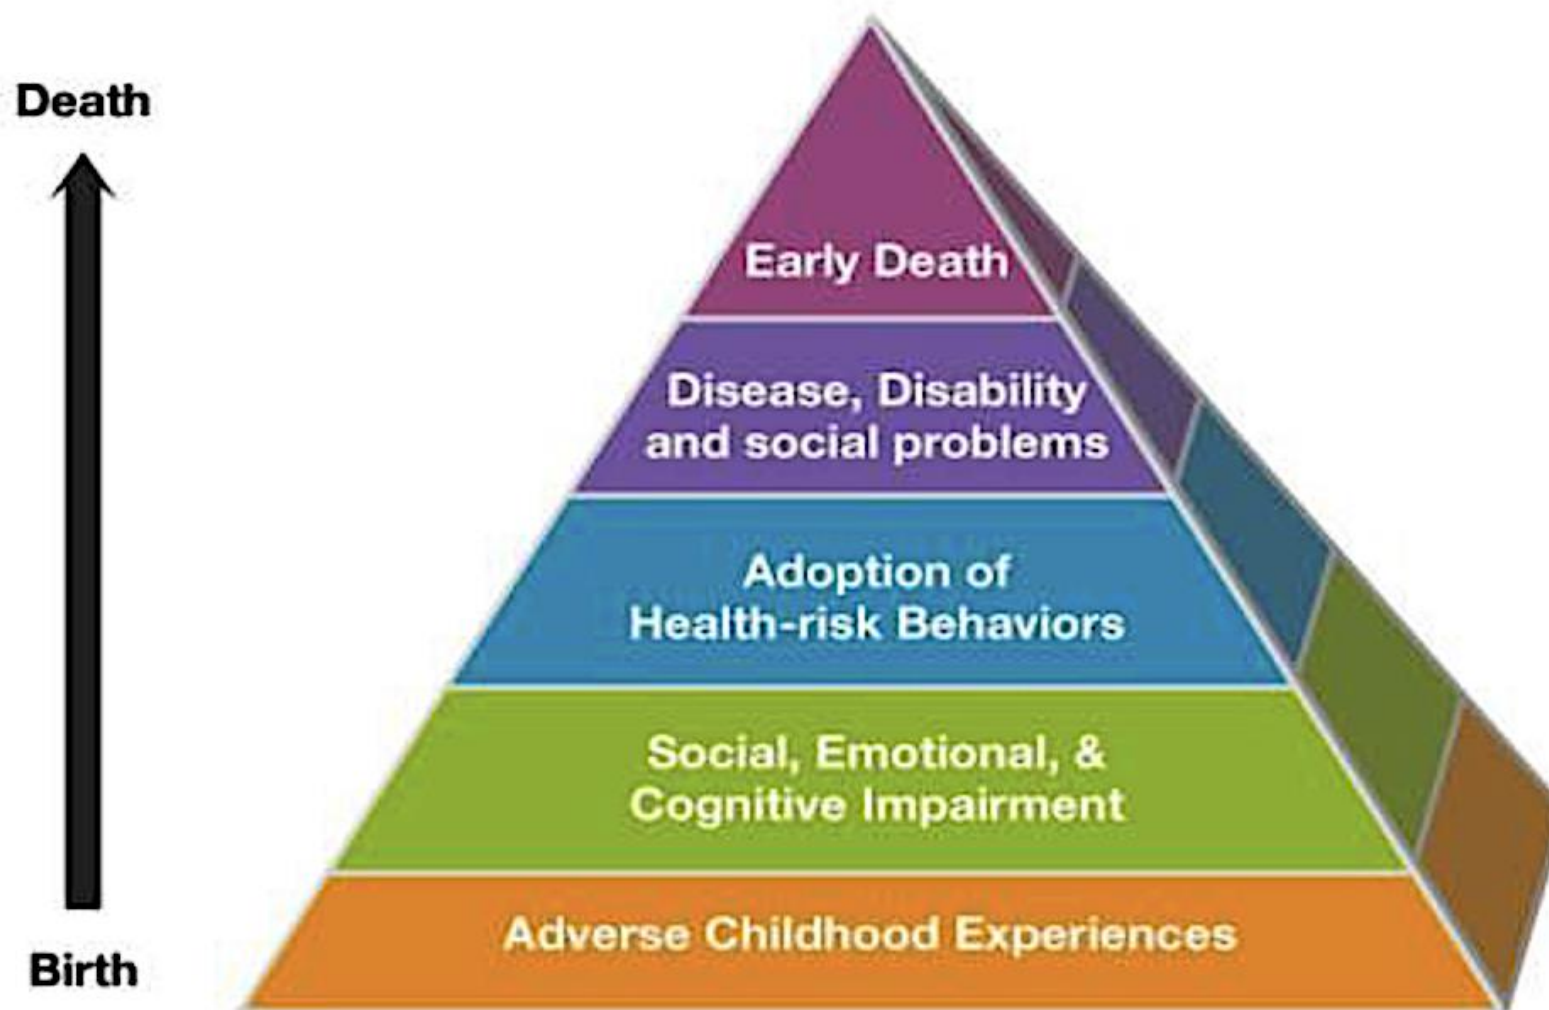 Death
Early Death
Disease, Disability
and social problems
Adoption of
Health-risk Behaviors
Social, Emotional, &
Cognitive Impairment
Adverse Childhood Experiences
Birth